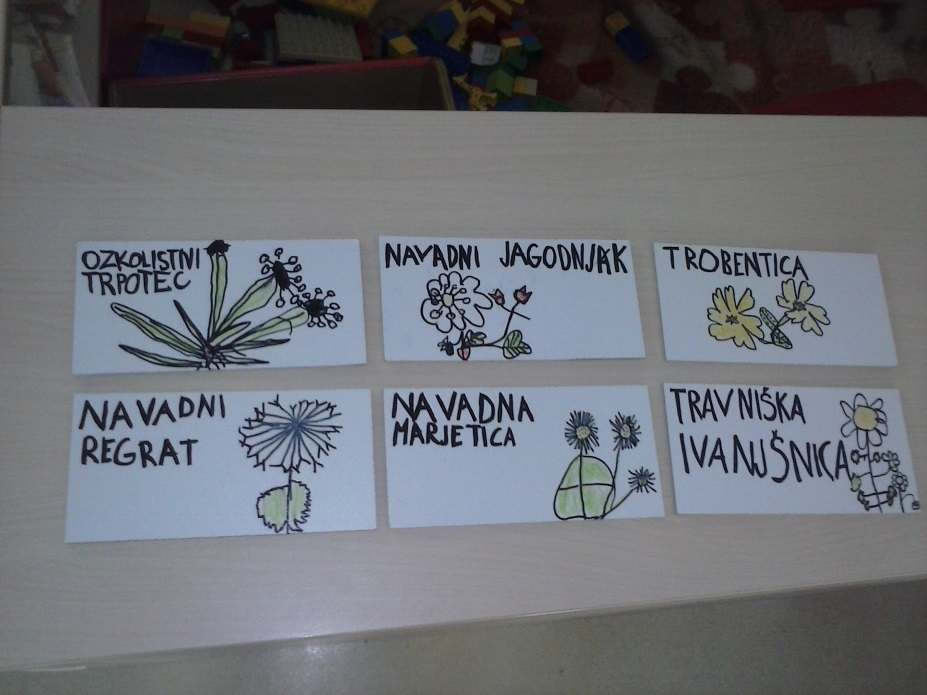 OZKOLISTNI
TRPOTEC
NAVADNI JAGODNJAK
TROBENTICA
NAVADNI
REGRAT
NAVADNA
MARJETICA
TRAVNIŠKA
IVANJŠNICA